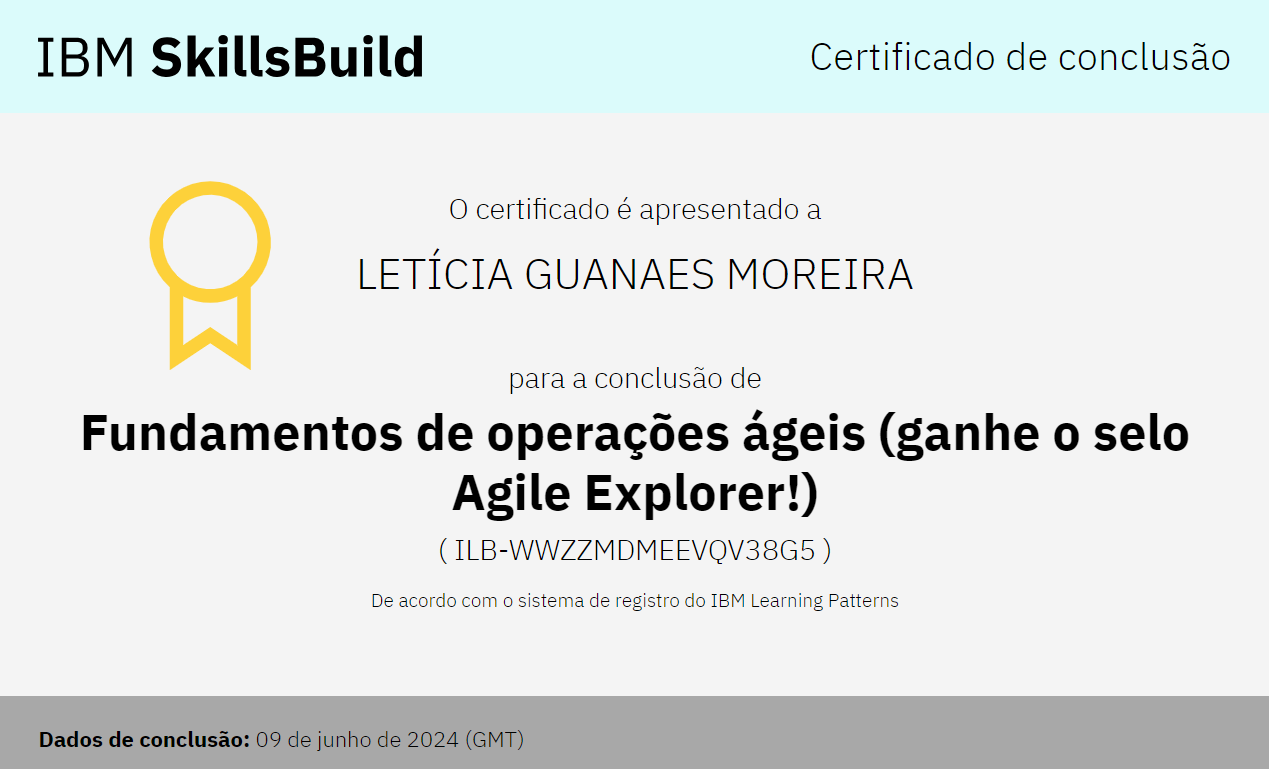 IBM SkillsBuild
Certificado de conclusão
O certificado é apresentado a
LETÍCIA GUANAES MOREIRA
para a conclusão de
Fundamentos de operações ágeis (ganhe o selo
Agile Explorer!)
( ILB-WWZZMDMEEVQV38G5 )
De acordo com o sistema de registro do IBM Learning Patterns
Dados de conclusão: 09 de junho de 2024 (GMT)